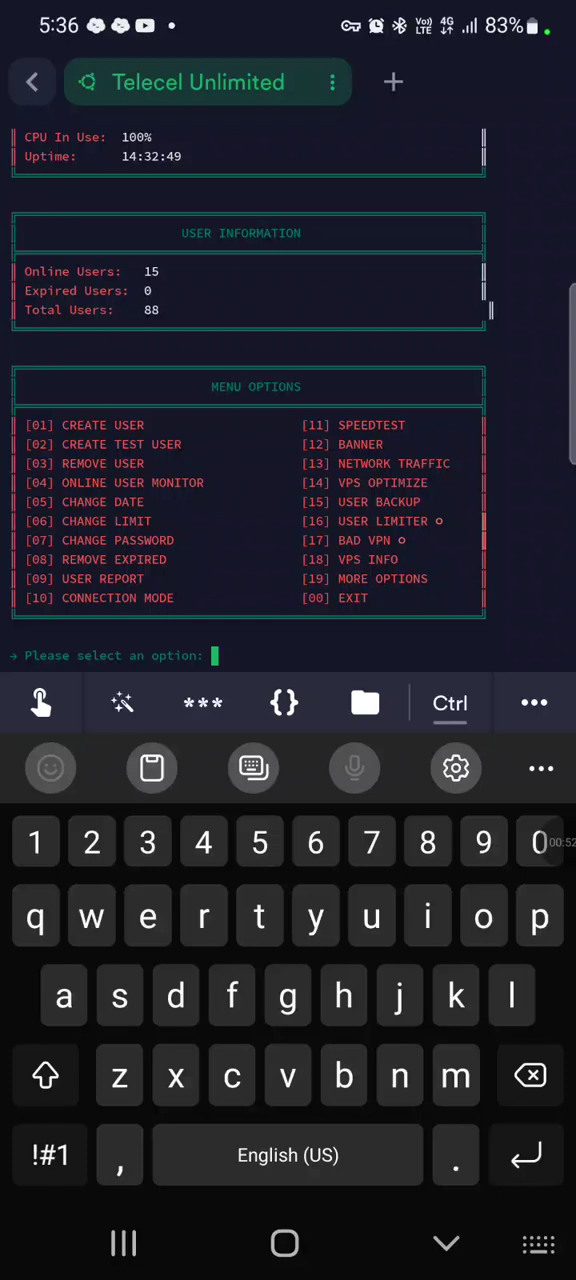 5:36 Vo) LTE 4G 83%
Telecel Unlimited
CPU In Use: 100%
Uptime: 14:32:49
USER INFORMATION
Online Users: 15
Expired Users: 0
Total Users: 88
MENU OPTIONS
[01] CREATE USER [11] SPEEDTEST
[02] CREATE TEST USER [12] BANNER
[03] REMOVE USER [13] NETWORK TRAFFIC
[04] ONLINE USER MONITOR [14] VPS OPTIMIZE
[05] CHANGE DATE [15] USER BACKUP
[06] CHANGE LIMIT [16] USER LIMITER
[07] CHANGE PASSWORD [17] BAD VPN
[08] REMOVE EXPIRED [18] VPS INFO
[09] USER REPORT [19] MORE OPTIONS
[10] CONNECTION MODE [00] EXIT
→ Please select an option:
*** {} Ctrl
1 2 3 4 5 6 7 8 9 0 00:52
q w e r t y u i o p
a s d f g h j k l
z x c v b n m
!#1 , English (US) .